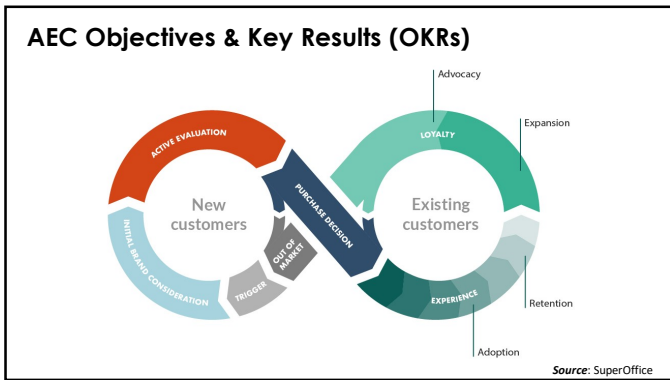 AEC Objectives & Key Results (OKRs)
Advocacy
ACTIVE EVALUATION
LOYALTY
Expansion
New
customers
PURCHASE DECISION
Existing
customers
INITIAL BRAND CONSIDERATION
OUT OF
MARKET
TRIGGER
EXPERIENCE
Retention
Adoption
Source: SuperOffice